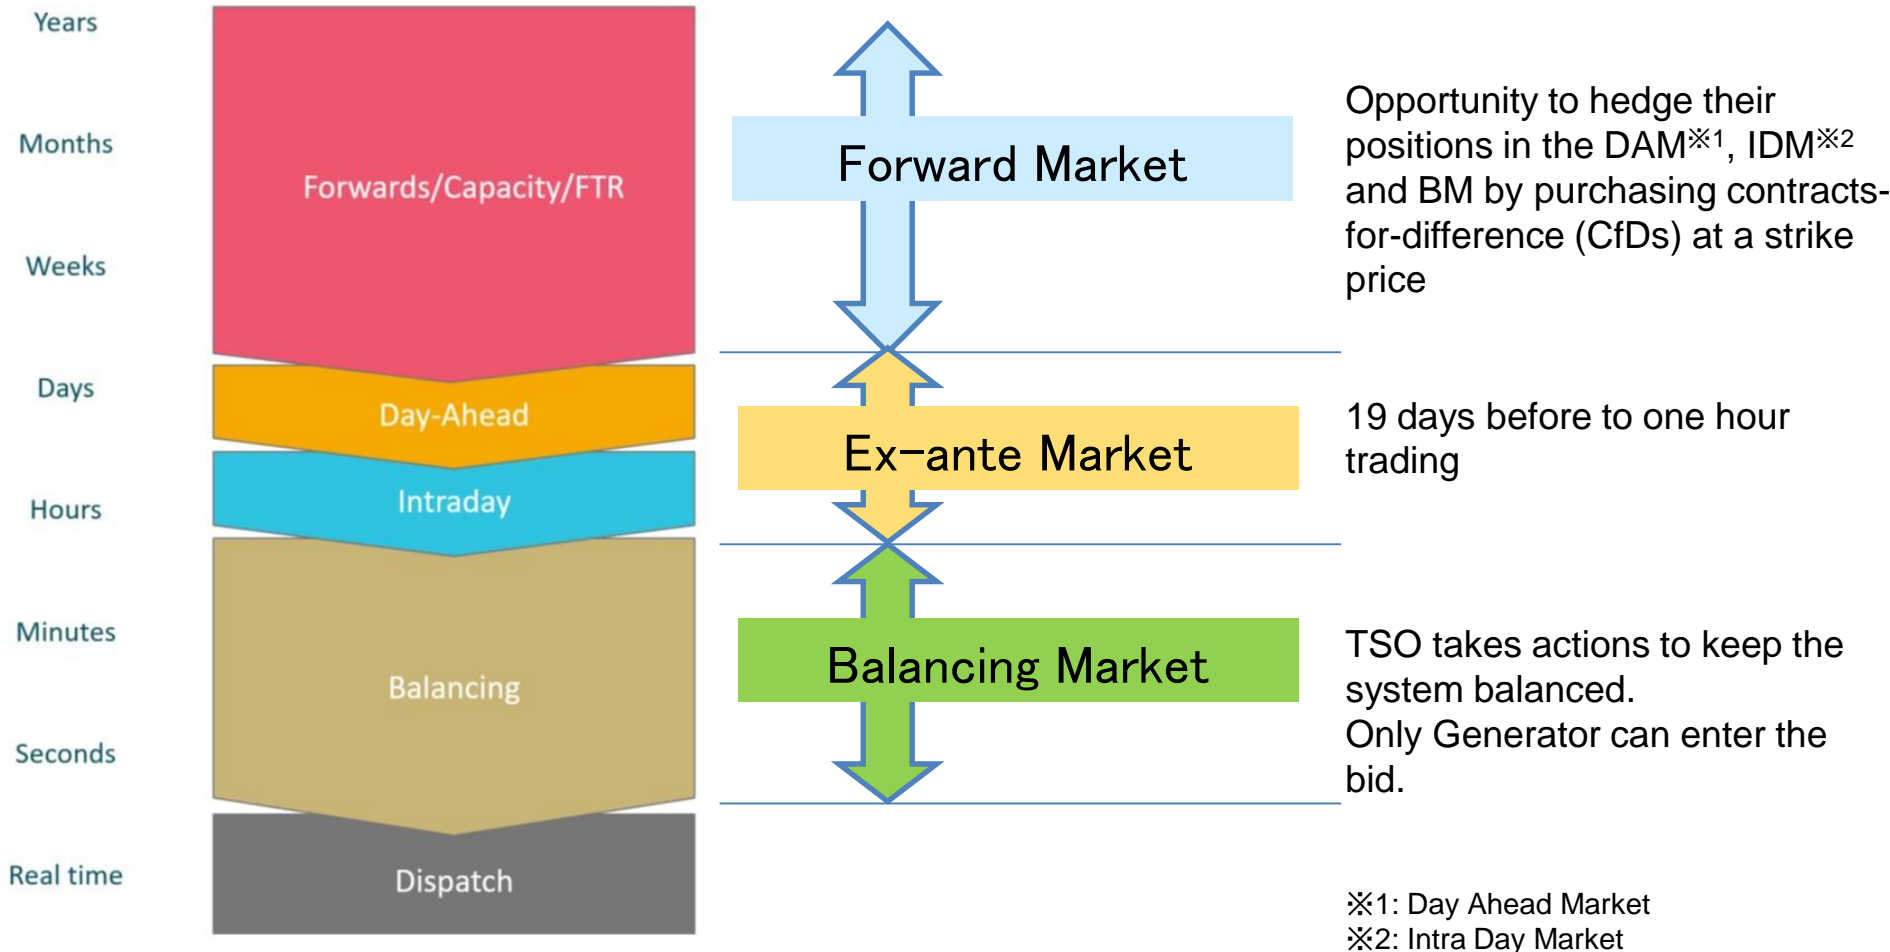 Years
Months
Weeks
Days
Hours
Minutes
Seconds
Real time
Forwards/Capacity/FTR
Day-Ahead
Intraday
Balancing
Dispatch
Forward Market
Ex-ante Market
Balancing Market
Opportunity to hedge their
positions in the DAM※1, IDM※2
and BM by purchasing contracts-
for-difference (CfDs) at a strike
price
19 days before to one hour
trading
TSO takes actions to keep the
system balanced.
Only Generator can enter the
bid.
※1: Day Ahead Market
※2: Intra Day Market